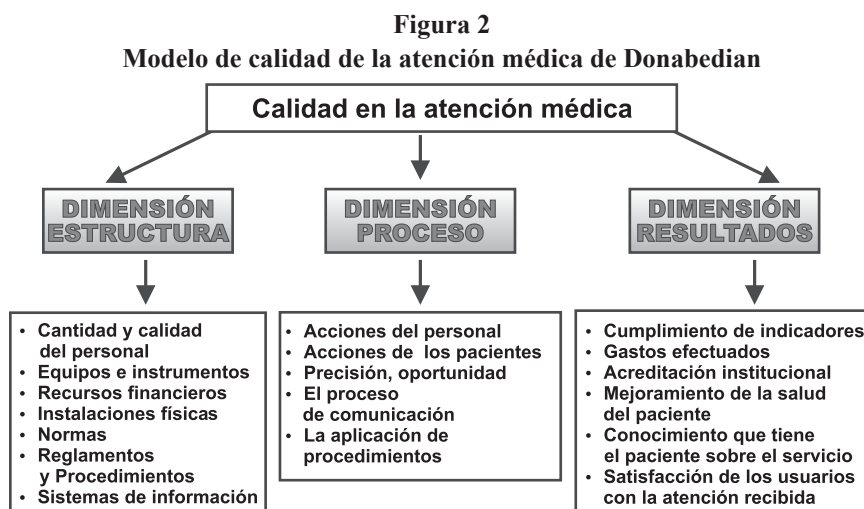 Figura 2
Modelo de calidad de la atención médica de Donabedian
Calidad en la atención médica
DIMENSIÓN
ESTRUCTURA
DIMENSIÓN
PROCESO
DIMENSIÓN
RESULTADOS
• Cantidad y calidad
del personal
• Equipos e instrumentos
• Recursos financieros
• Instalaciones físicas
• Normas
• Reglamentos
y Procedimientos
• Sistemas de información
• Acciones del personal
• Acciones de los pacientes
• Precisión, oportunidad
• El proceso
de comunicación
• La aplicación de
procedimientos
• Cumplimiento de indicadores
• Gastos efectuados
• Acreditación institucional
• Mejoramiento de la salud
del paciente
• Conocimiento que tiene
el paciente sobre el servicio
• Satisfacción de los usuarios
con la atención recibida